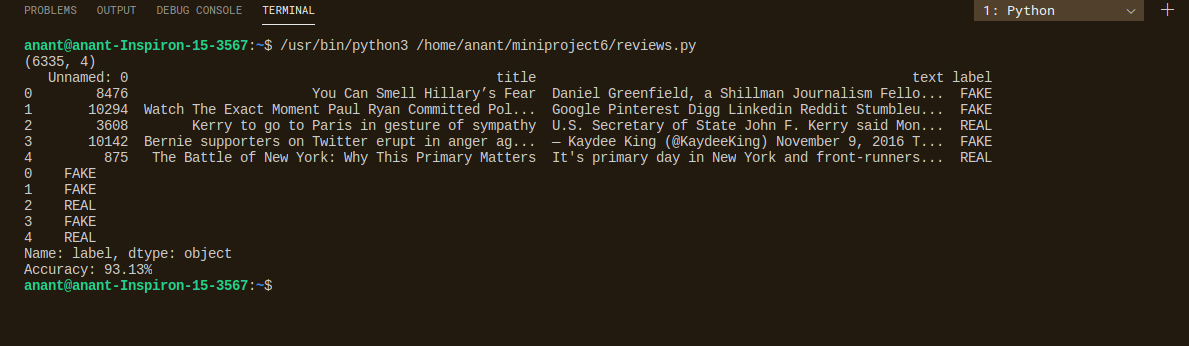 PROBLEMS OUTPUT DEBUG CONSOLE TERMINAL 1: Python
anant@anant-Inspiron-15-3567:~$ /usr/bin/python3 /home/anant/miniproject6/reviews.py
(6335, 4)
Unnamed: 0 title text label
0 8476 You Can Smell Hillary’s Fear Daniel Greenfield, a Shillman Journalism Fello... FAKE
1 10294 Watch The Exact Moment Paul Ryan Committed Pol... Google Pinterest Digg Linkedin Reddit Stumbleu... FAKE
2 3608 Kerry to go to Paris in gesture of sympathy U.S. Secretary of State John F. Kerry said Mon... REAL
3 10142 Bernie supporters on Twitter erupt in anger ag... — Kaydee King (@KaydeeKing) November 9, 2016 T... FAKE
4 875 The Battle of New York: Why This Primary Matters It's primary day in New York and front-runners... REAL
0 FAKE
1 FAKE
2 REAL
3 FAKE
4 REAL
Name: label, dtype: object
Accuracy: 93.13%
anant@anant-Inspiron-15-3567:~$